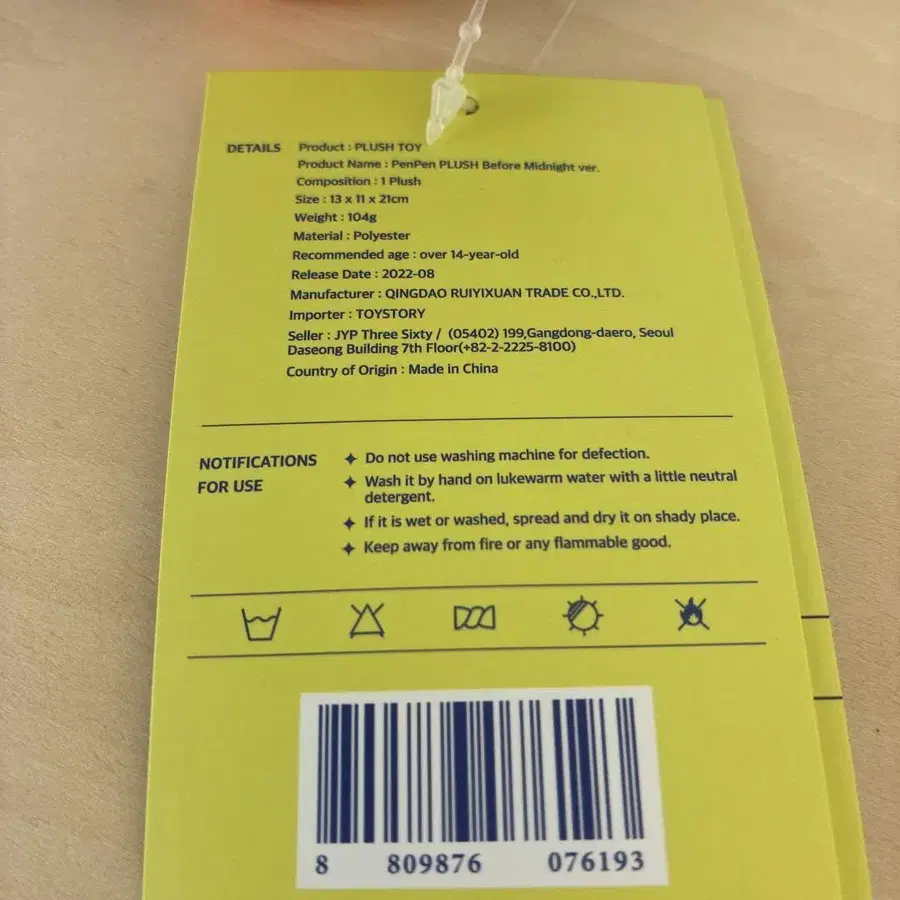 DETAILS Product : PLUSH TOY
Product Name : PenPen PLUSH Before Midnight ver.
Composition : 1 Plush
Size : 13 x 11 x 21cm
Weight : 104g
Material : Polyester
Recommended age : over 14-year-old
Release Date : 2022-08
Manufacturer : QINGDAO RUIYIXUAN TRADE CO.,LTD.
Importer : TOYSTORY
Seller : JYP Three Sixty / (05402) 199,Gangdong-daero, Seoul
Daseong Building 7th Floor(+82-2-2225-8100)
Country of Origin : Made in China
NOTIFICATIONS
FOR USE
Do not use washing machine for defection.
Wash it by hand on lukewarm water with a little neutral
detergent.
If it is wet or washed, spread and dry it on shady place.
Keep away from fire or any flammable good.
8 809876 076193